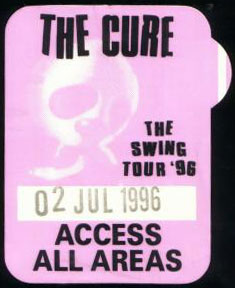 THE CURE
THE
SWING
TOUR '96
02 JUL 1996
ACCESS
ALL AREAS